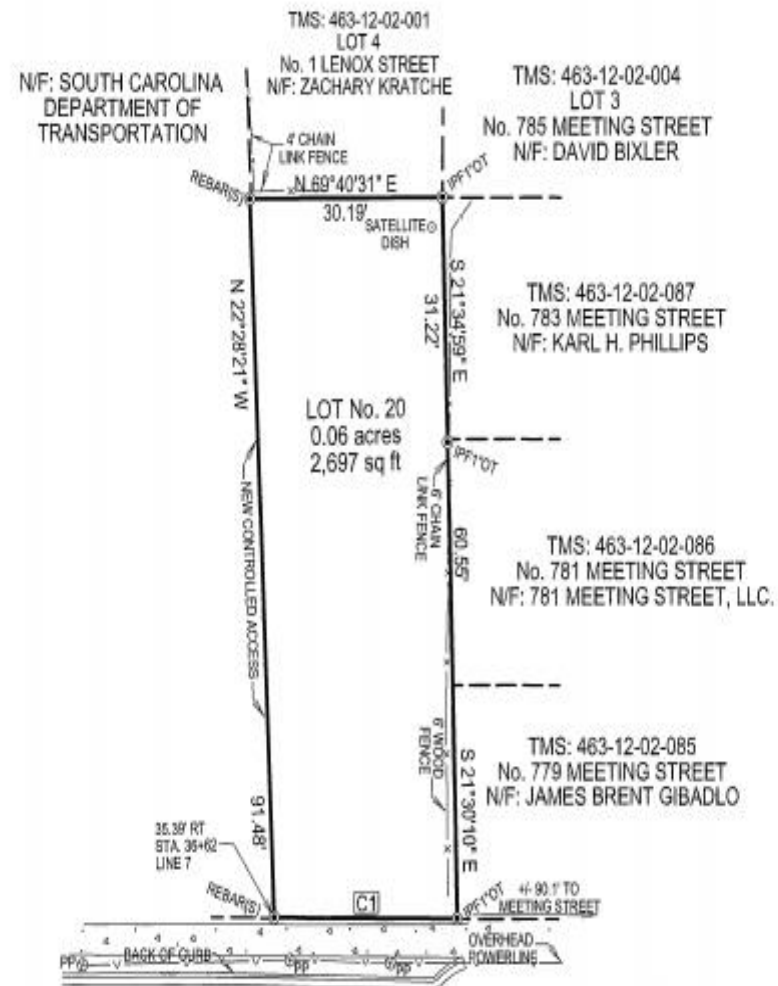 TMS: 463-12-02-001
LOT 4
No. 1 LENOX STREET
N/F: ZACHARY KRATCHE
N/F: SOUTH CAROLINA
DEPARTMENT OF
TRANSPORTATION
TMS: 463-12-02-004
LOT 3
No. 785 MEETING STREET
N/F: DAVID BIXLER
4' CHAIN
LINK FENCE
REBAR(S)
N 69°40'31" E
30.19'
IPF1"OT
SATELLITE
DISH
N 22°28'21" W
S 21°34'59" E
31.22'
TMS: 463-12-02-087
No. 783 MEETING STREET
N/F: KARL H. PHILLIPS
LOT No. 20
0.06 acres
2,697 sq ft
IPF1"OT
NEW CONTROLLED ACCESS
6' CHAIN
LINK FENCE
60.55'
TMS: 463-12-02-086
No. 781 MEETING STREET
N/F: 781 MEETING STREET, LLC.
6' WOOD
FENCE
S 21°30'10" E
TMS: 463-12-02-085
No. 779 MEETING STREET
N/F: JAMES BRENT GIBADLO
91.48'
35.39' RT
STA. 36+62
LINE 7
REBAR(S)
C1
IPF1"OT
+/- 90.1' TO
MEETING STREET
PP
BACK OF CURB
PP
PP
OVERHEAD
POWERLINE